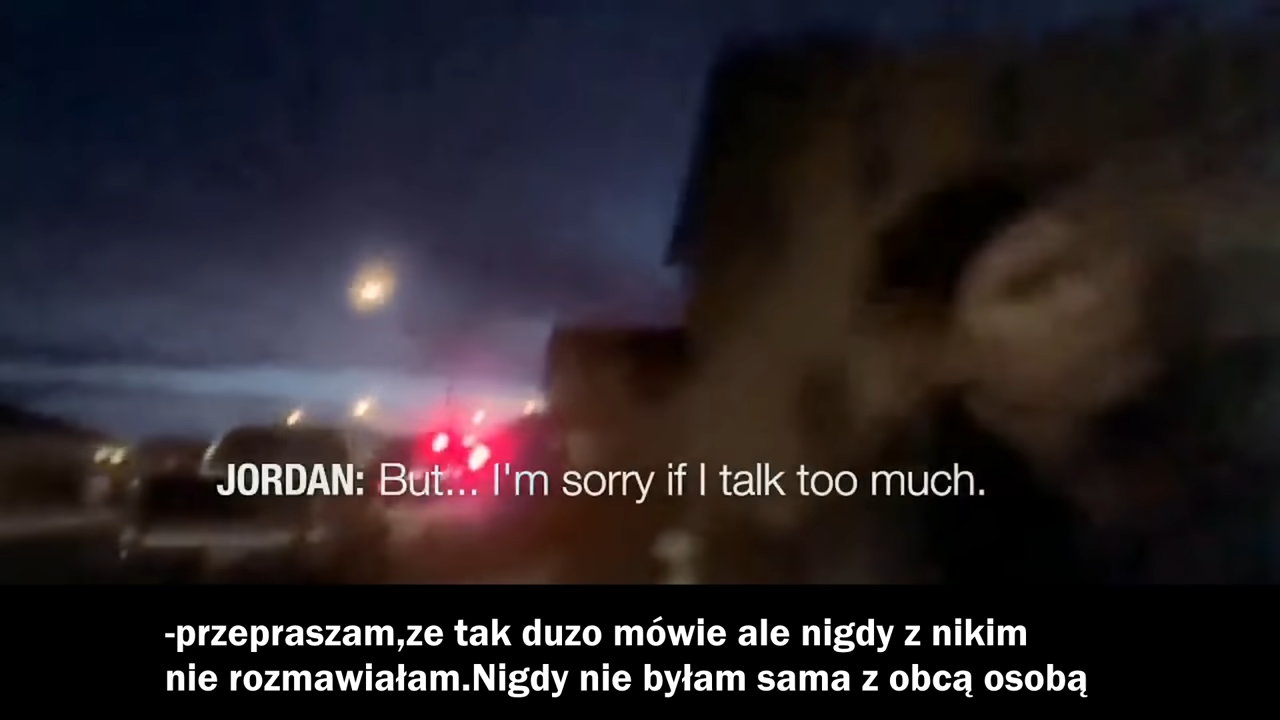 JORDAN: But... I'm sorry if I talk too much.
-przepraszam,ze tak duzo mówie ale nigdy z nikim
nie rozmawiałam.Nigdy nie byłam sama z obcą osobą